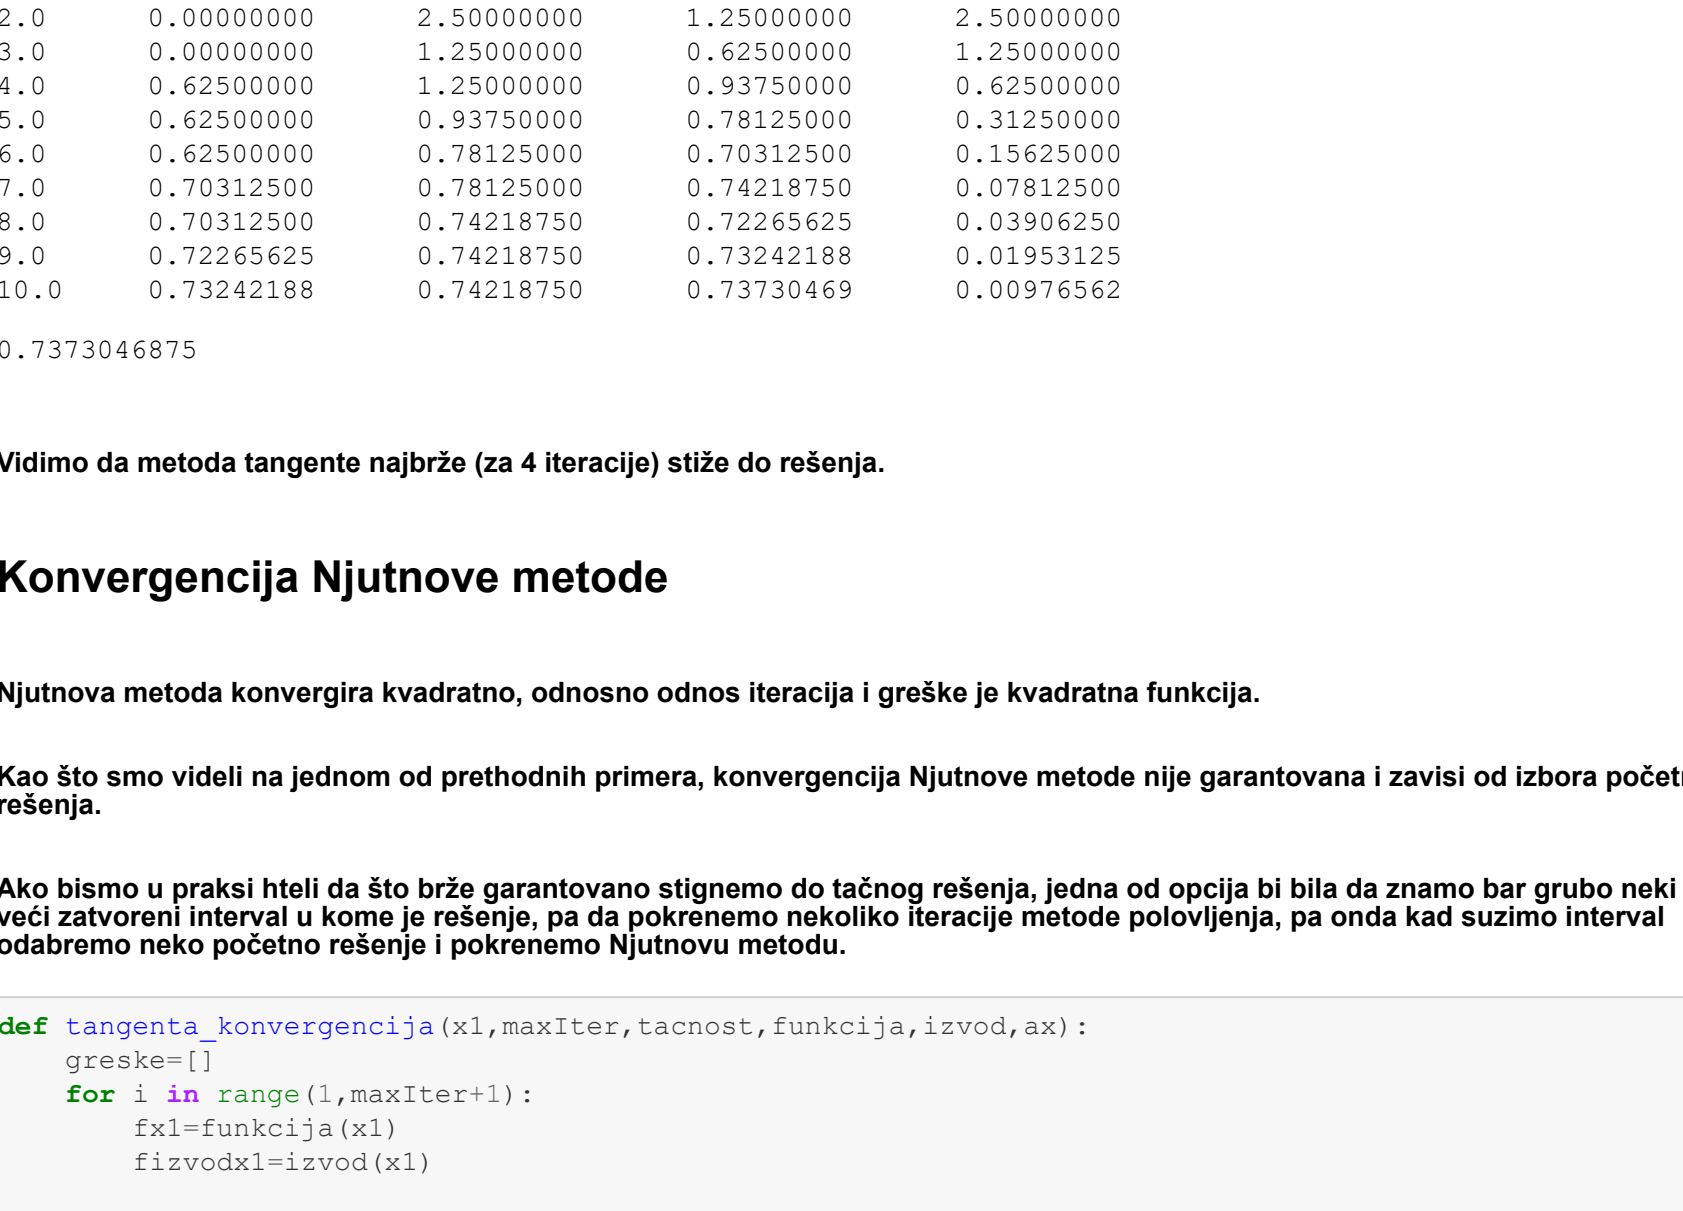 2.0 0.00000000 2.50000000 1.25000000 2.50000000
3.0 0.00000000 1.25000000 0.62500000 1.25000000
4.0 0.62500000 1.25000000 0.93750000 0.62500000
5.0 0.62500000 0.93750000 0.78125000 0.31250000
6.0 0.62500000 0.78125000 0.70312500 0.15625000
7.0 0.70312500 0.78125000 0.74218750 0.07812500
8.0 0.70312500 0.74218750 0.72265625 0.03906250
9.0 0.72265625 0.74218750 0.73242188 0.01953125
10.0 0.73242188 0.74218750 0.73730469 0.00976562
0.7373046875
Vidimo da metoda tangente najbrže (za 4 iteracije) stiže do rešenja.
Konvergencija Njutnove metode
Njutnova metoda konvergira kvadratno, odnosno odnos iteracija i greške je kvadratna funkcija.
Kao što smo videli na jednom od prethodnih primera, konvergencija Njutnove metode nije garantovana i zavisi od izbora
rešenja.
Ako bismo u praksi hteli da što brže garantovano stignemo do tačnog rešenja, jedna od opcija bi bila da znamo bar grubo neki
veći zatvoreni interval u kome je rešenje, pa da pokrenemo nekoliko iteracije metode polovljenja, pa onda kad suzimo interval
odabremo neko početno rešenje i pokrenemo Njutnovu metodu.
def tangenta_konvergencija(x1,maxIter,tacnost,funkcija,izvod,ax):
    greske=[]
    for i in range(1,maxIter+1):
        fx1=funkcija(x1)
        fizvodx1=izvod(x1)